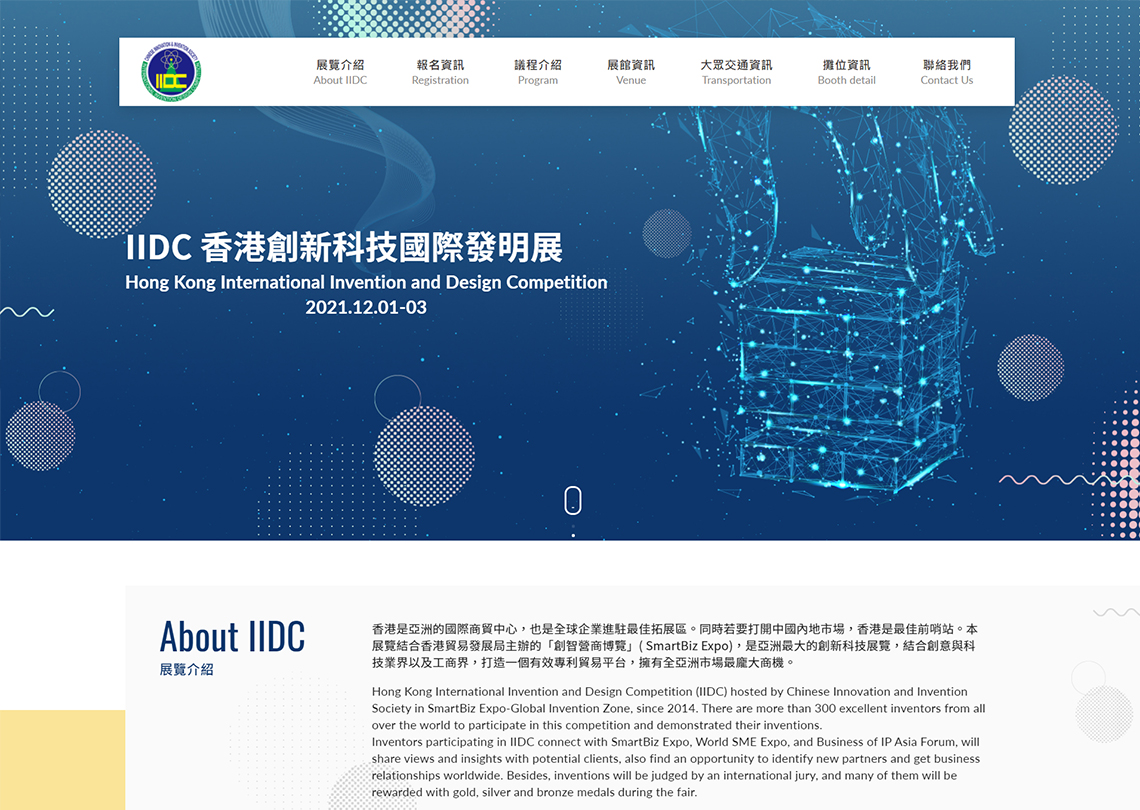 CHINESE INNOVATION & INVENTION SOCIETY
IIDC
展覽介紹 報名資訊 議程介紹 展館資訊 大眾交通資訊 攤位資訊 聯絡我們
About IIDC Registration Program Venue Transportation Booth detail Contact Us
IIDC 香港創新科技國際發明展
Hong Kong International Invention and Design Competition
2021.12.01-03
About IIDC
展覽介紹
香港是亞洲的國際商貿中心，也是全球企業進駐最佳拓展區。同時若要打開中國內地市場，香港是最佳前哨站。本
展覽結合香港貿易發展局主辦的「創智營商博覽」( SmartBiz Expo)，是亞洲最大的創新科技展覽，結合創意與科
技業界以及工商界，打造一個有效專利貿易平台，擁有全亞洲市場最龐大商機。
Hong Kong International Invention and Design Competition (IIDC) hosted by Chinese Innovation and Invention
Society in SmartBiz Expo-Global Invention Zone, since 2014. There are more than 300 excellent inventors from all
over the world to participate in this competition and demonstrated their inventions.
Inventors participating in IIDC connect with SmartBiz Expo, World SME Expo, and Business of IP Asia Forum, will
share views and insights with potential clients, also find an opportunity to identify new partners and get business
relationships worldwide. Besides, inventions will be judged by an international jury, and many of them will be
rewarded with gold, silver and bronze medals during the fair.